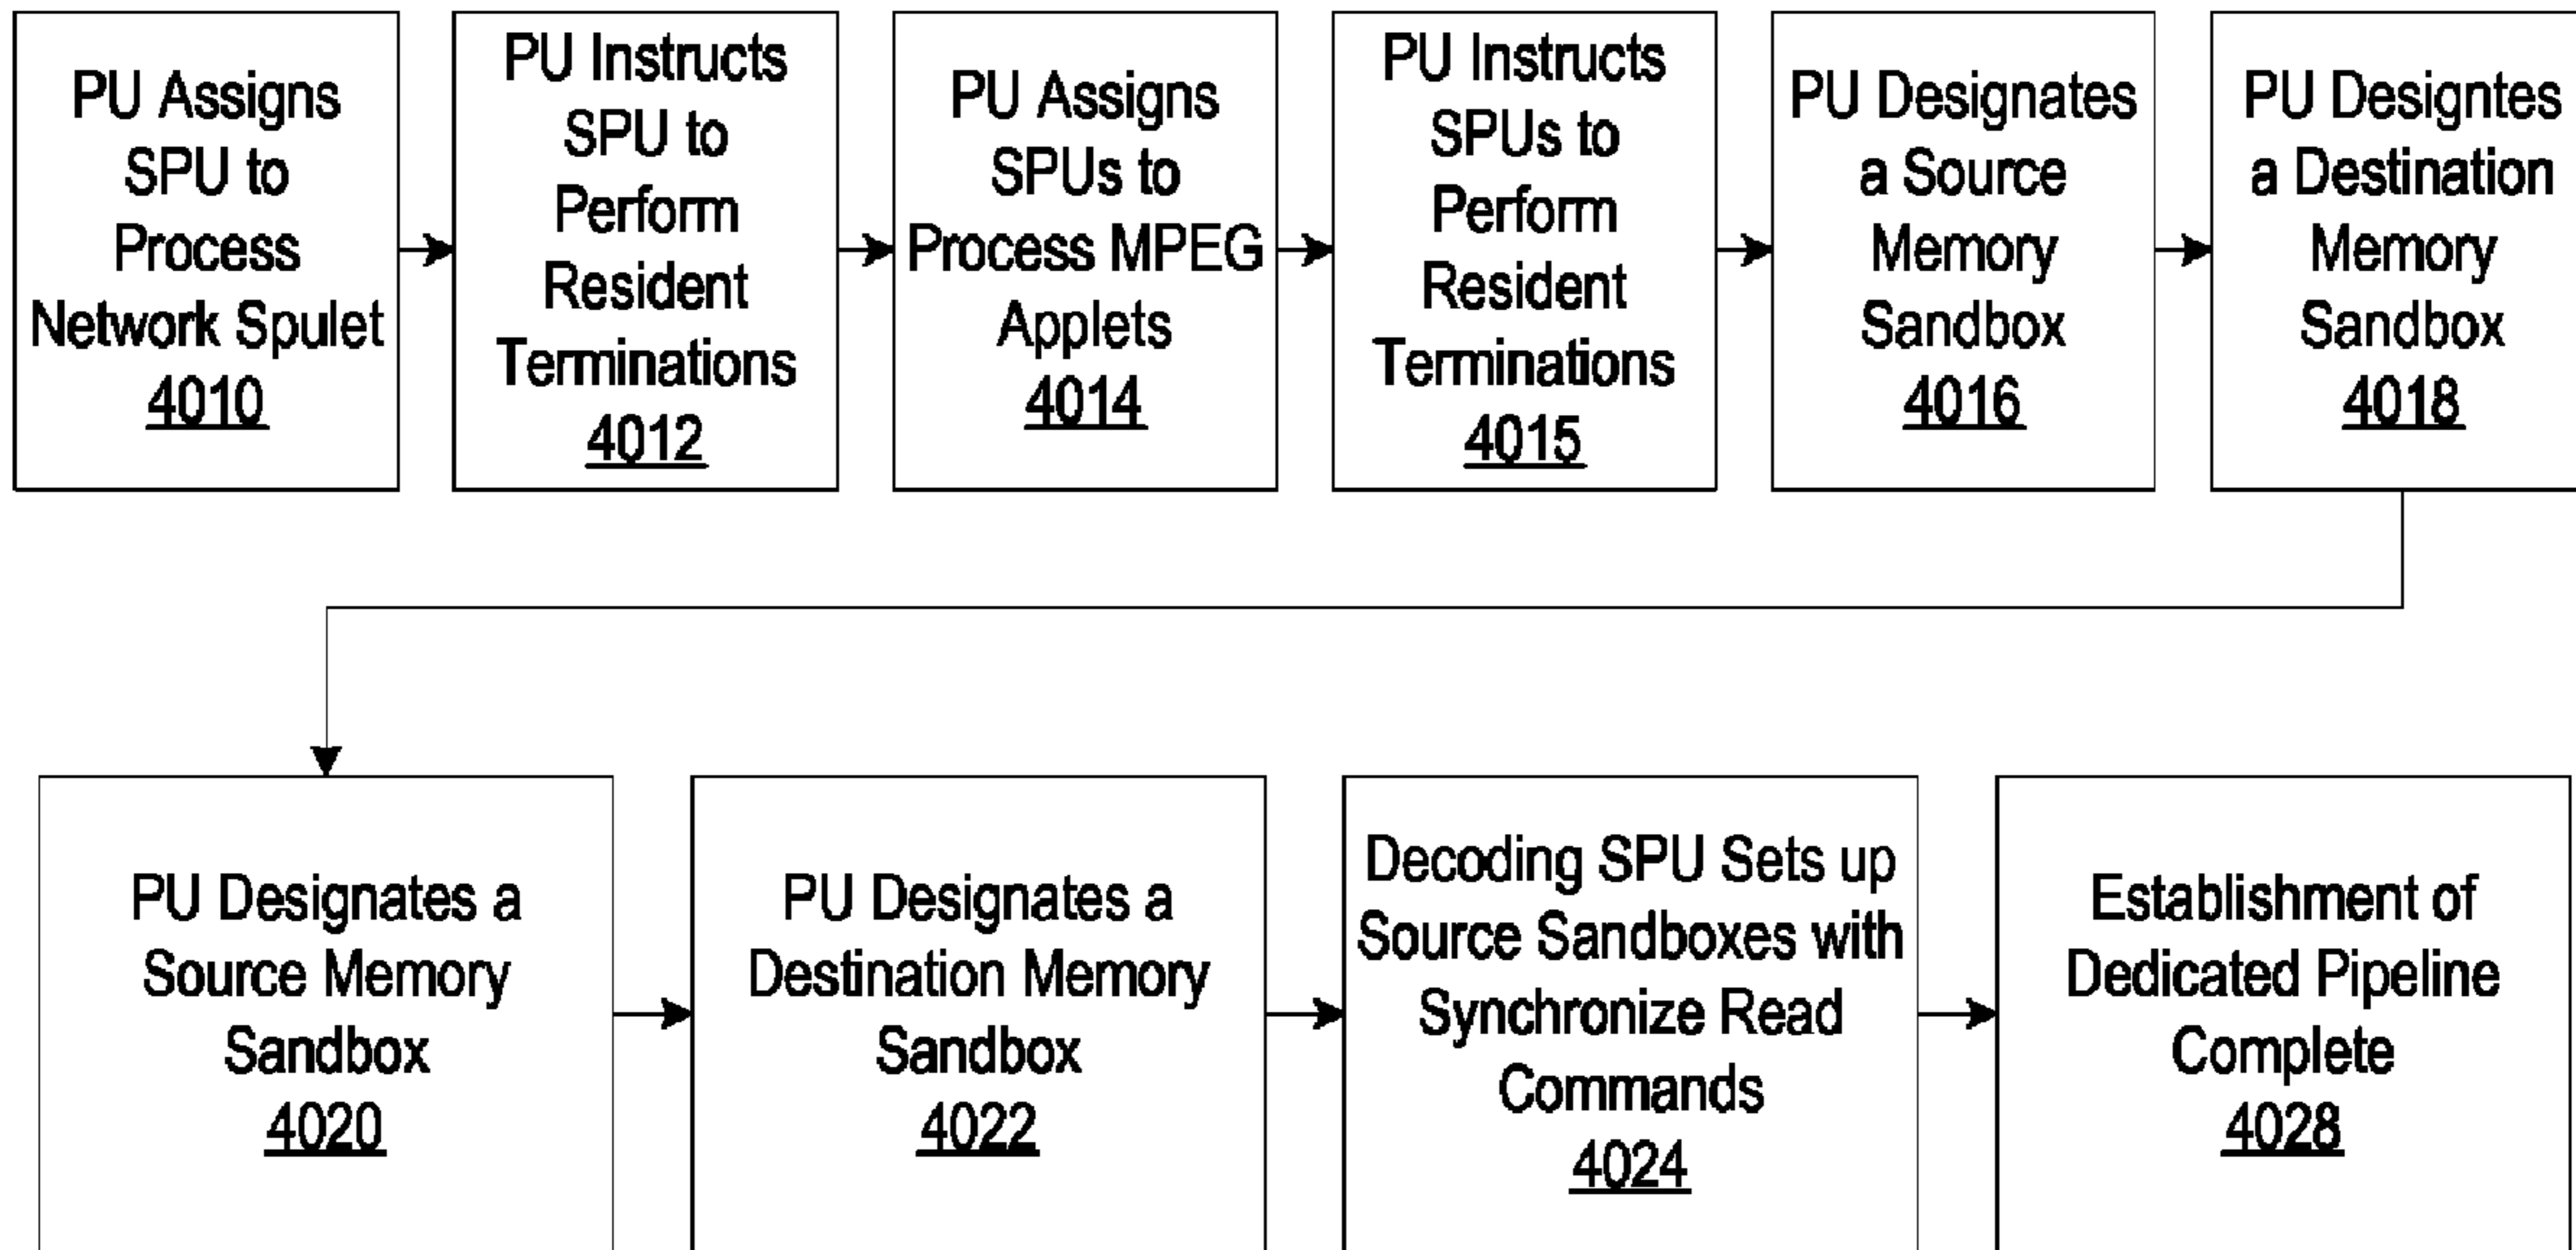 PU Assigns
SPU to
Process
Network Spulet
4010
PU Instructs
SPU to
Perform
Resident
Terminations
4012
PU Assigns
SPUs to
Process MPEG
Applets
4014
PU Instructs
SPUs to
Perform
Resident
Terminations
4015
PU Designates
a Source
Memory
Sandbox
4016
PU Designtes
a Destination
Memory
Sandbox
4018
PU Designates a
Source Memory
Sandbox
4020
PU Designates a
Destination Memory
Sandbox
4022
Decoding SPU Sets up
Source Sandboxes with
Synchronize Read
Commands
4024
Establishment of
Dedicated Pipeline
Complete
4028